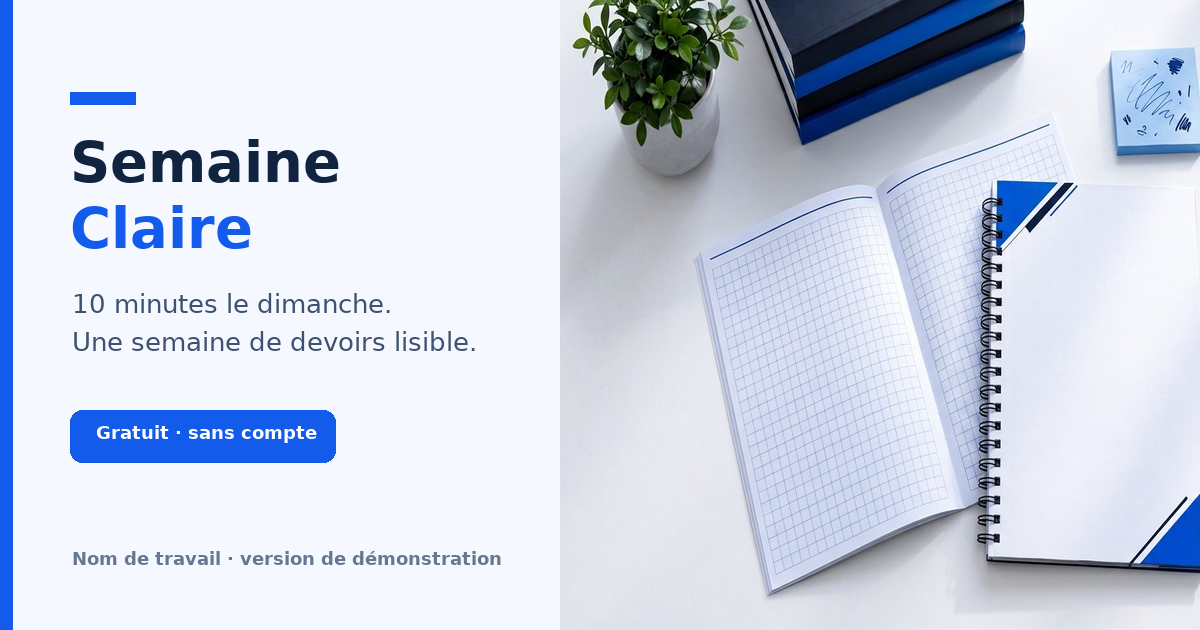 Semaine
Claire
10 minutes le dimanche.
Une semaine de devoirs lisible.
Gratuit · sans compte
Nom de travail · version de démonstration